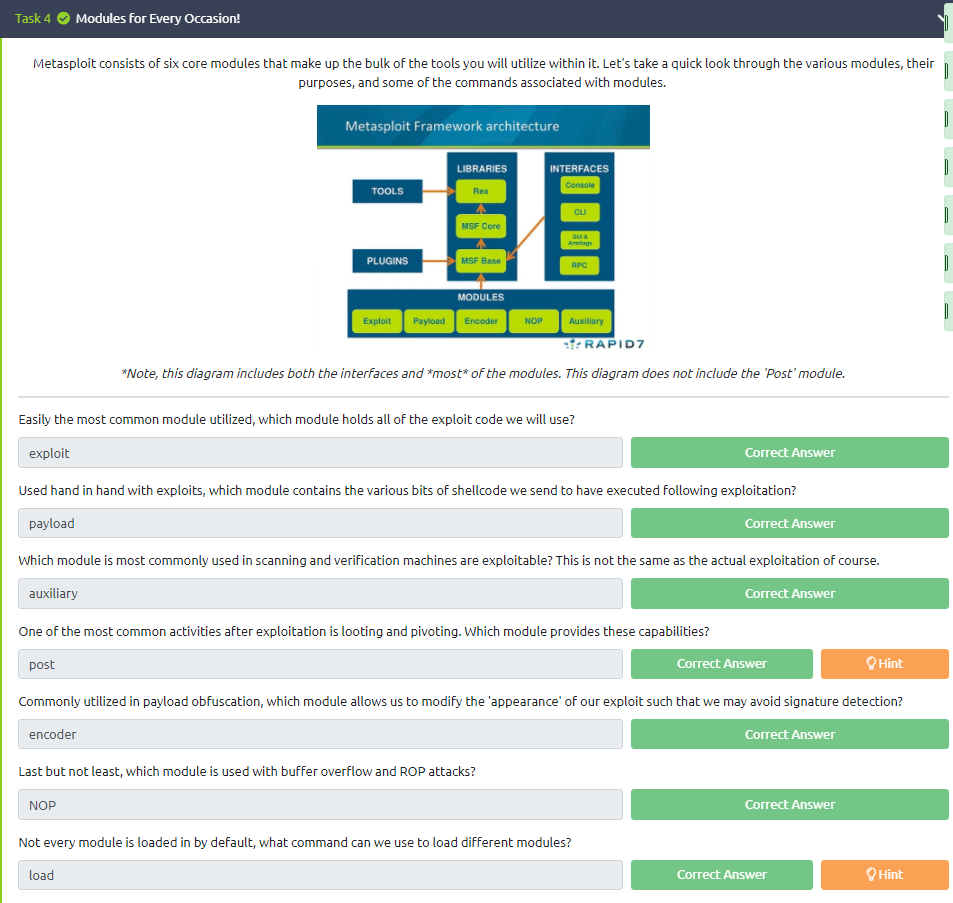 Task 4 Modules for Every Occasion!
Metasploit consists of six core modules that make up the bulk of the tools you will utilize within it. Let's take a quick look through the various modules, their
purposes, and some of the commands associated with modules.
Metasploit Framework architecture
LIBRARIES
INTERFACES
TOOLS
Rex
Console
MSF Core
CLI
GUI & Armitage
PLUGINS
MSF Base
RPC
MODULES
Exploit Payload Encoder NOP Auxiliary
RAPID7
*Note, this diagram includes both the interfaces and *most* of the modules. This diagram does not include the 'Post' module.
Easily the most common module utilized, which module holds all of the exploit code we will use?
exploit Correct Answer
Used hand in hand with exploits, which module contains the various bits of shellcode we send to have executed following exploitation?
payload Correct Answer
Which module is most commonly used in scanning and verification machines are exploitable? This is not the same as the actual exploitation of course.
auxiliary Correct Answer
One of the most common activities after exploitation is looting and pivoting. Which module provides these capabilities?
post Correct Answer Hint
Commonly utilized in payload obfuscation, which module allows us to modify the 'appearance' of our exploit such that we may avoid signature detection?
encoder Correct Answer
Last but not least, which module is used with buffer overflow and ROP attacks?
NOP Correct Answer
Not every module is loaded in by default, what command can we use to load different modules?
load Correct Answer Hint